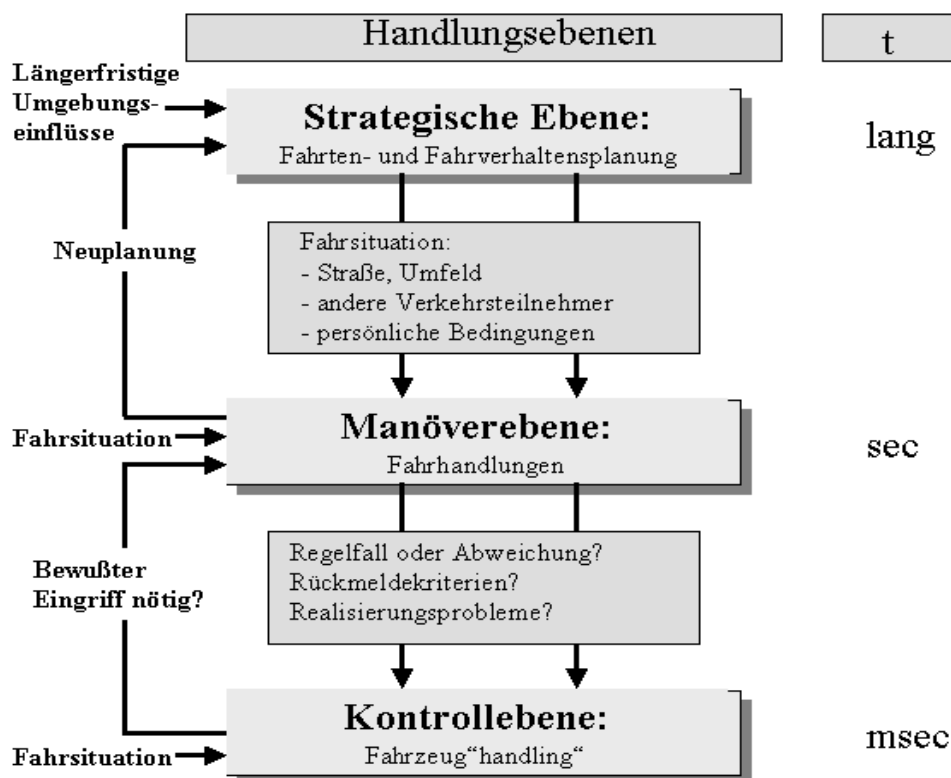 Handlungsebenen
t
Längerfristige
Umgebungs-
einflüsse
Strategische Ebene:
Fahrten- und Fahrverhaltensplanung
lang
Neuplanung
Fahrsituation:
- Straße, Umfeld
- andere Verkehrsteilnehmer
- persönliche Bedingungen
Fahrsituation
Manöverebene:
Fahrhandlungen
sec
Bewußter
Eingriff nötig?
Regelfall oder Abweichung?
Rückmeldekriterien?
Realisierungsprobleme?
Fahrsituation
Kontrollebene:
Fahrzeug“handling“
msec